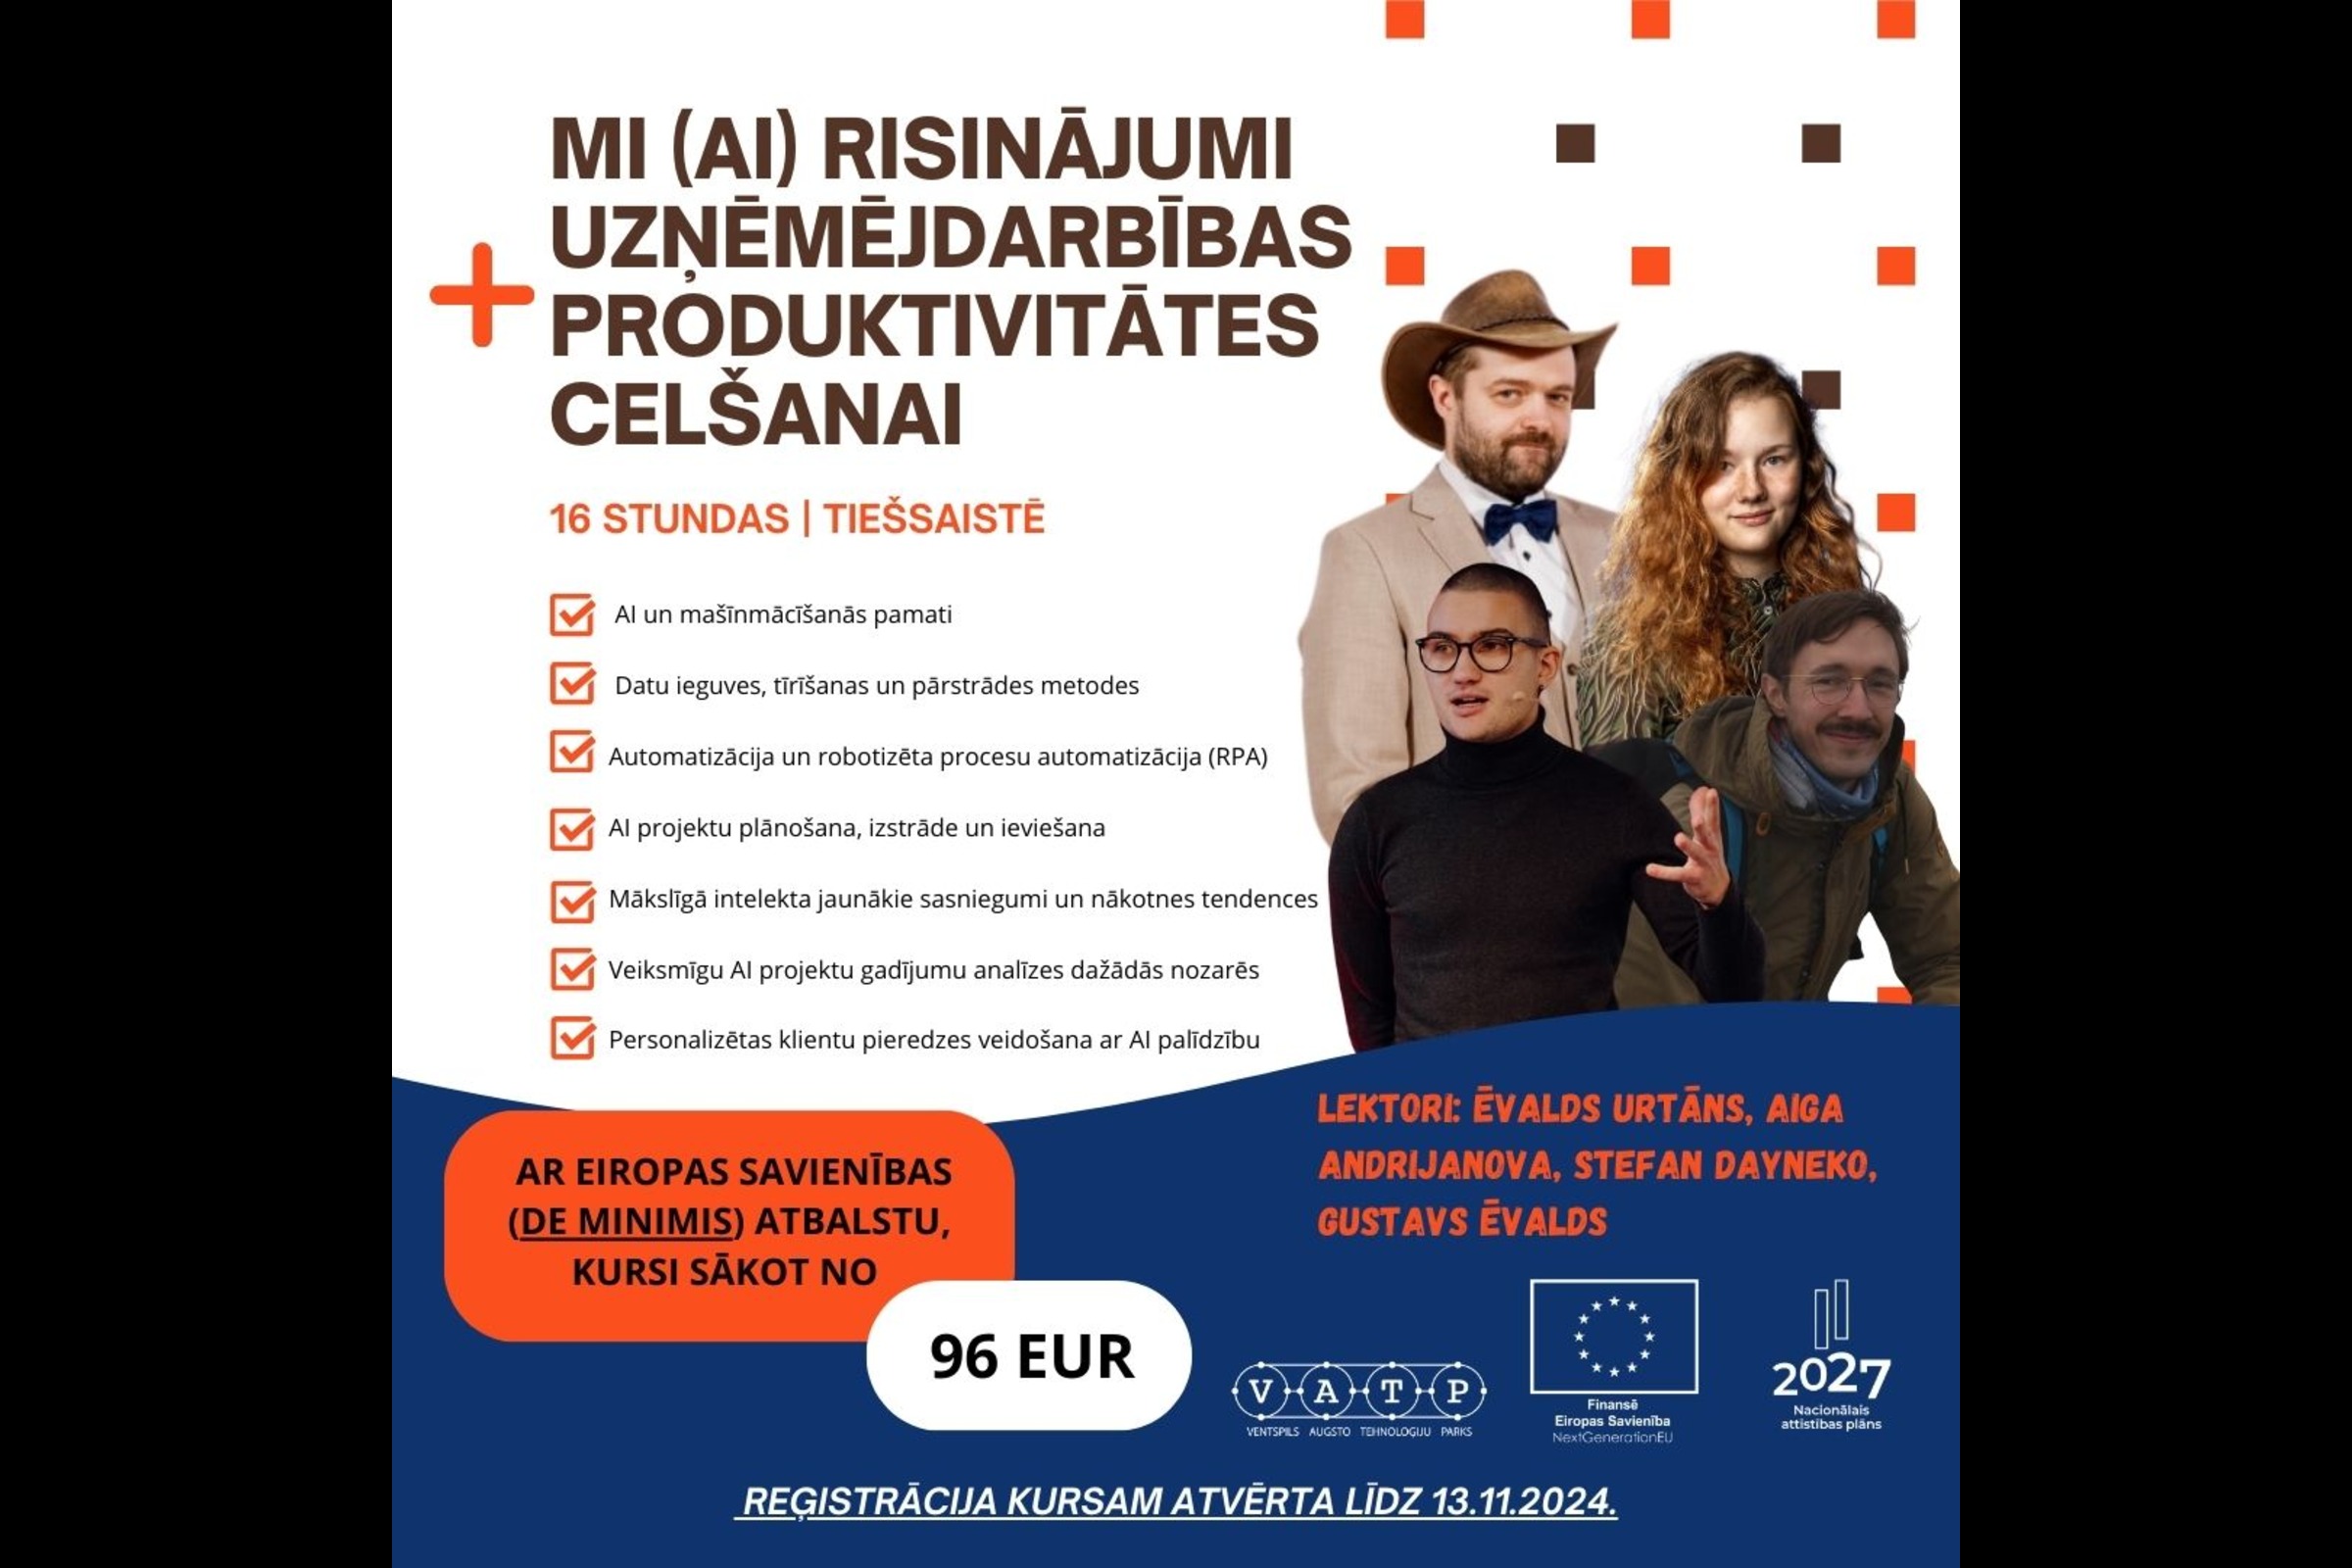 MI (AI) RISINĀJUMI
UZŅĒMĒJDARBĪBAS
PRODUKTIVITĀTES
CELŠANAI
16 STUNDAS | TIEŠSAISTĒ
AI un mašīnmācīšanās pamati
Datu ieguves, tīrīšanas un pārstrādes metodes
Automatizācija un robotizēta procesu automatizācija (RPA)
AI projektu plānošana, izstrāde un ieviešana
Mākslīgā intelekta jaunākie sasniegumi un nākotnes tendences
Veiksmīgu AI projektu gadījumu analīzes dažādās nozarēs
Personalizētas klientu pieredzes veidošana ar AI palīdzību
AR EIROPAS SAVIENĪBAS
(DE MINIMIS) ATBALSTU,
KURSI SĀKOT NO
96 EUR
LEKTORI: ĒVALDS URTĀNS, AIGA
ANDRIJANOVA, STEFAN DAYNEKO,
GUSTAVS ĒVALDS
V A T P
VENTSPILS AUGSTO TEHNOLOĢIJU PARKS
Finansē
Eiropas Savienība
NextGenerationEU
2027
Nacionālais
attīstības plāns
REĢISTRĀCIJA KURSAM ATVĒRTA LĪDZ 13.11.2024.